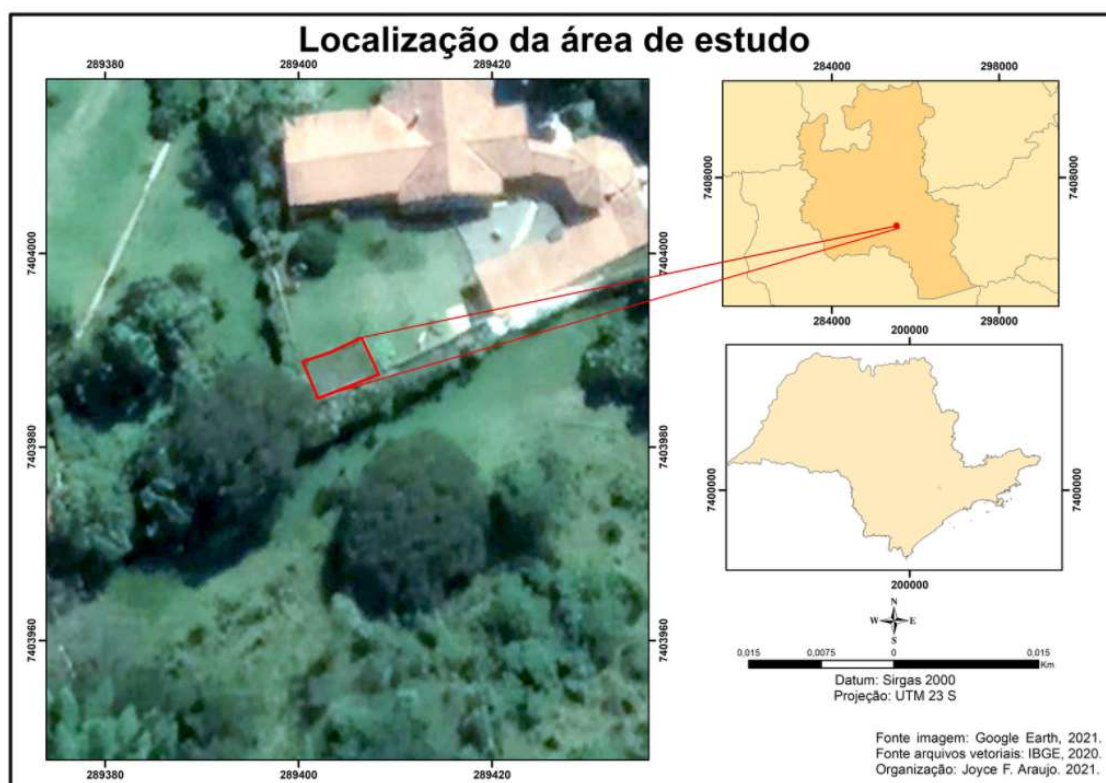 Localização da área de estudo
289380 289400 289420
7404000 7404000
7403980 7403980
7403960 7403960
289380 289400 289420
284000 298000
7408000 7408000
284000 298000
200000
7400000 7400000
200000
N
W E
S
0,015 0,0075 0 0,015
Km
Datum: Sirgas 2000
Projeção: UTM 23 S
Fonte imagem: Google Earth, 2021.
Fonte arquivos vetoriais: IBGE, 2020.
Organização: Joyce F. Araujo. 2021.